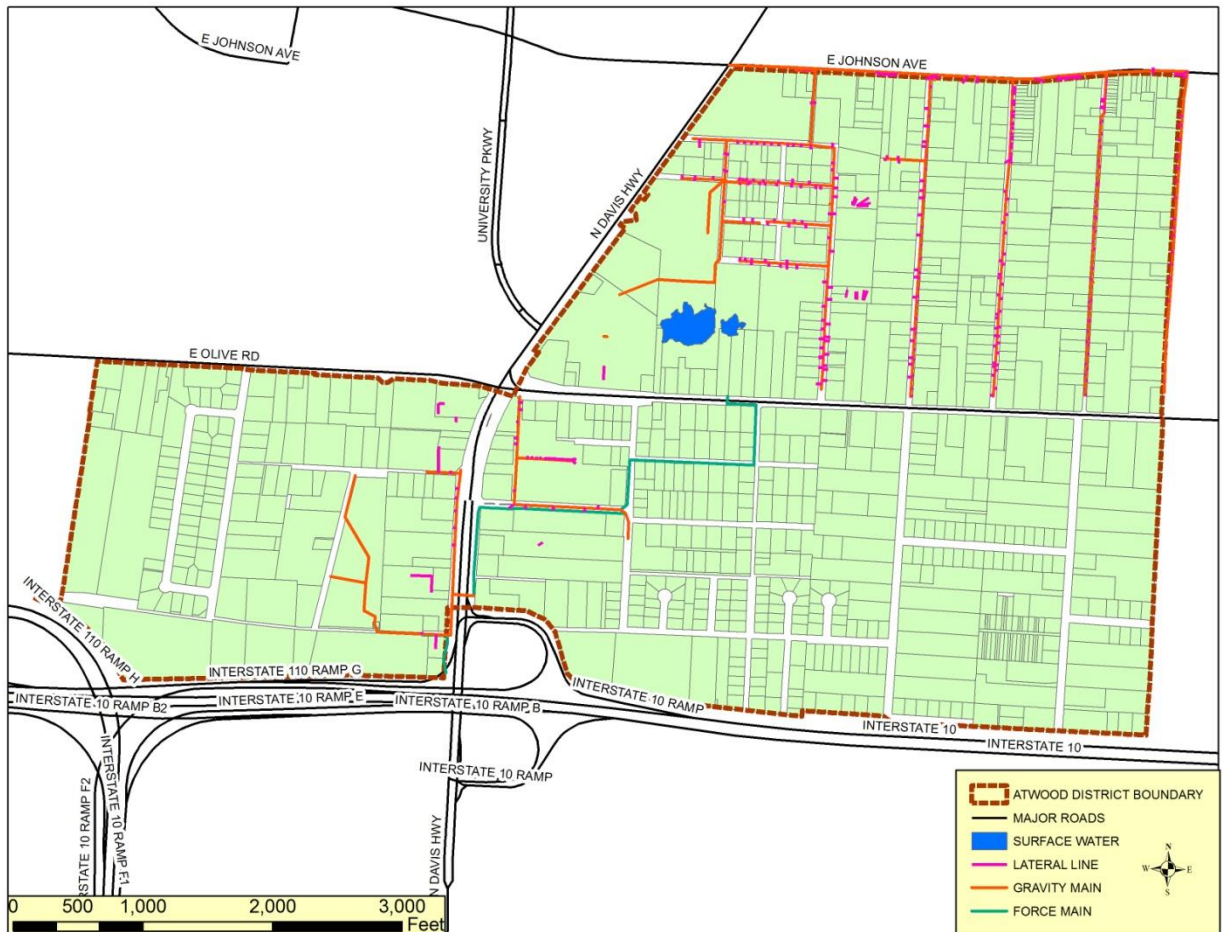 E JOHNSON AVE
E JOHNSON AVE
UNIVERSITY PKWY
N DAVIS HWY
E OLIVE RD
INTERSTATE 110 RAMP H
INTERSTATE 110 RAMP G
INTERSTATE 10 RAMP E
INTERSTATE 10 RAMP B2
INTERSTATE 10 RAMP B
INTERSTATE 10 RAMP
INTERSTATE 10
INTERSTATE 10
INTERSTATE 10 RAMP
INTERSTATE 10 RAMP F2
INTERSTATE 10 RAMP F1
N DAVIS HWY
ATWOOD DISTRICT BOUNDARY
MAJOR ROADS
SURFACE WATER
LATERAL LINE
GRAVITY MAIN
FORCE MAIN
N
W E
S
0 500 1,000 2,000 3,000
Feet